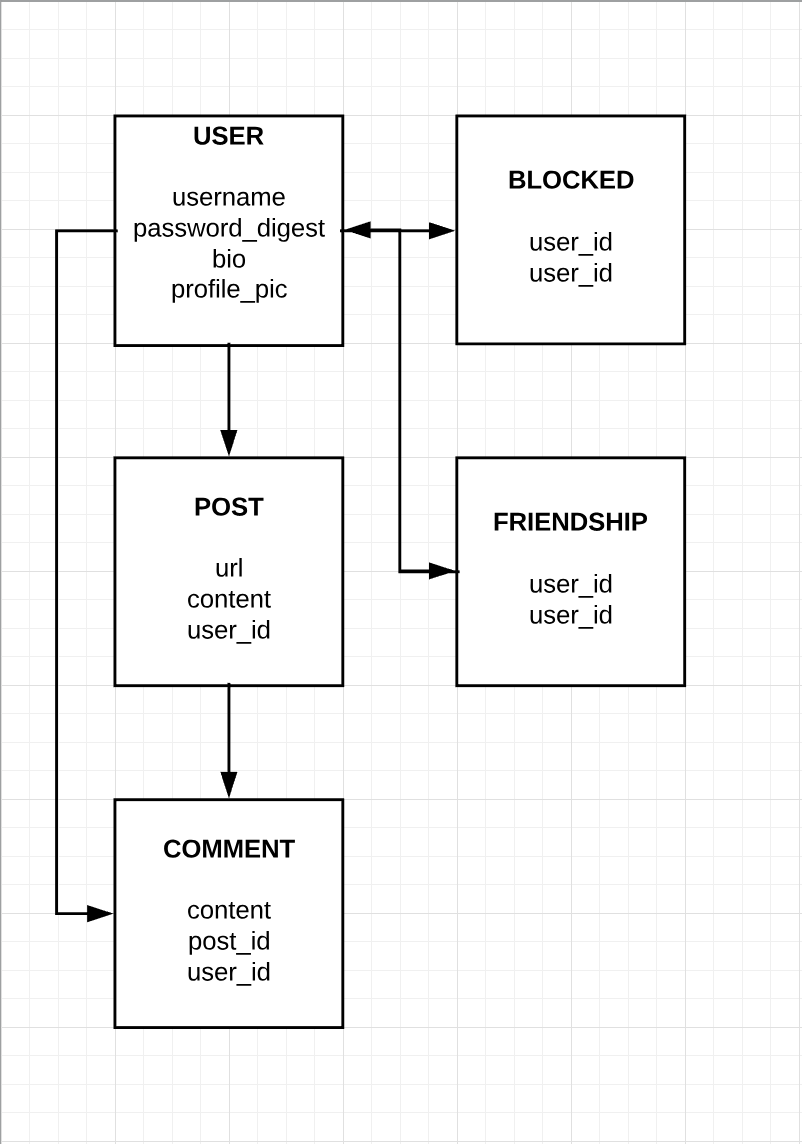 USER
username
password_digest
bio
profile_pic
BLOCKED
user_id
user_id
POST
url
content
user_id
FRIENDSHIP
user_id
user_id
COMMENT
content
post_id
user_id